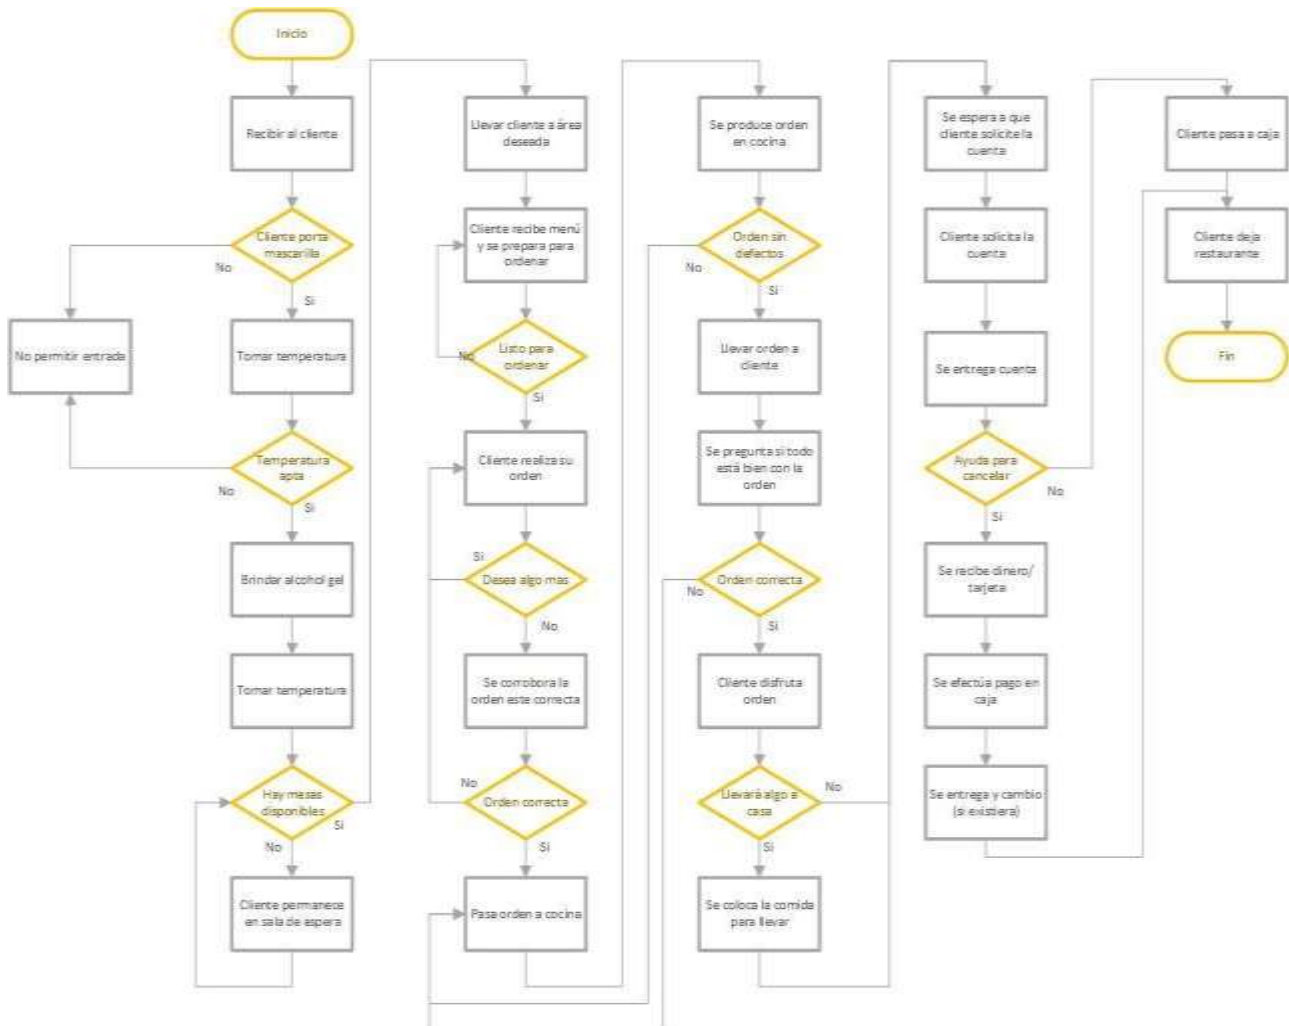 Inicio
Recibir al cliente
Cliente porta
mascarilla
No
Si
No permitir entrada
Tomar temperatura
Temperatura
apta
No
Si
Brindar alcohol gel
Tomar temperatura
Hay mesas
disponibles
Si
No
Cliente permanece
en sala de espera
Llevar cliente a área
deseada
Cliente recibe menú
y se prepara para
ordenar
Listo para
ordenar
No
Si
Cliente realiza su
orden
Si
Desea algo mas
No
Se corrobora la
orden este correcta
No
Orden correcta
Si
Pasa orden a cocina
Se produce orden
en cocina
Orden sin
defectos
No
Si
Llevar orden a
cliente
Se pregunta si todo
está bien con la
orden
Orden correcta
No
Si
Cliente disfruta
orden
Llevará algo a
casa
No
Si
Se coloca la comida
para llevar
Se espera a que
cliente solicite la
cuenta
Cliente solicita la
cuenta
Se entrega cuenta
Ayuda para
cancelar
No
Si
Se recibe dinero/
tarjeta
Se efectúa pago en
caja
Se entrega y cambio
(si existiera)
Cliente pasa a caja
Cliente deja
restaurante
Fin